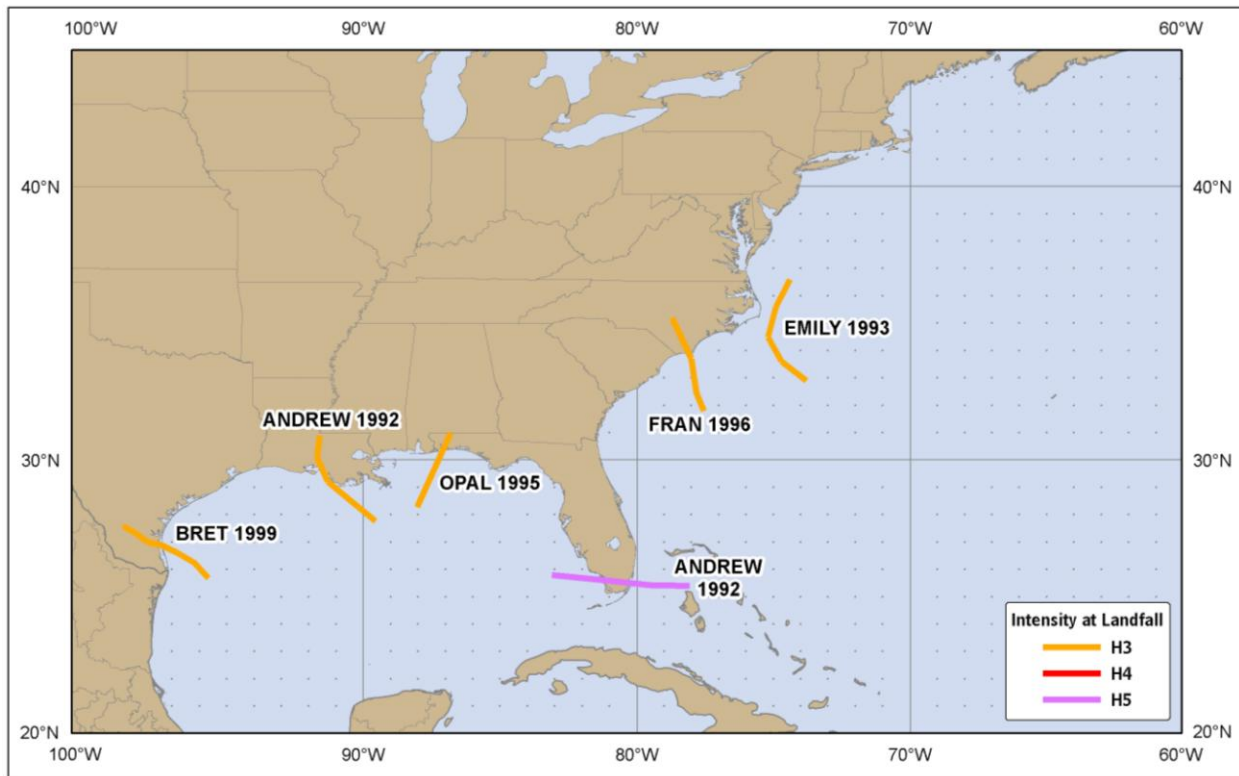 100°W 90°W 80°W 70°W 60°W
40°N 40°N
EMILY 1993
ANDREW 1992
FRAN 1996
30°N 30°N
OPAL 1995
BRET 1999
ANDREW
1992
Intensity at Landfall
H3
H4
H5
20°N 20°N
100°W 90°W 80°W 70°W 60°W